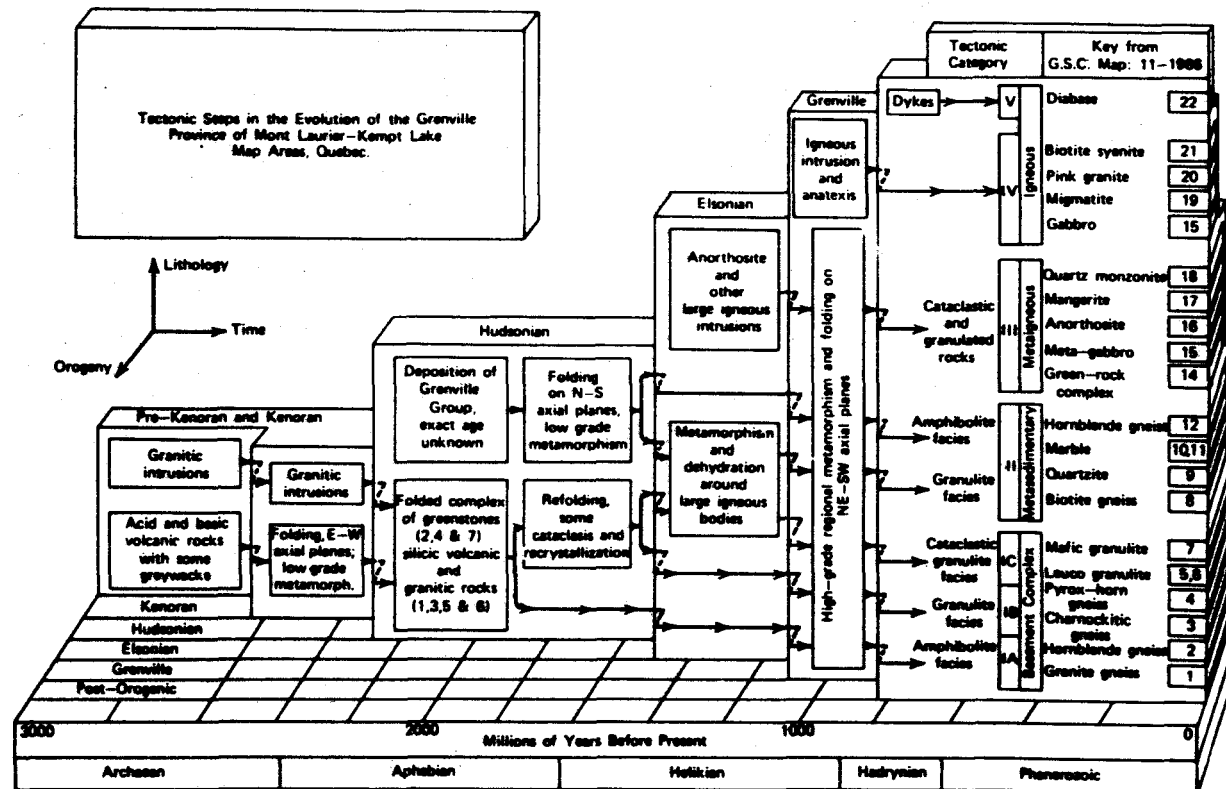 Tectonic Steps in the Evolution of the Grenville
Province of Mont Laurier–Kempt Lake
Map Areas, Quebec.
Lithology
Time
Orogeny
Pre-Kenoran and Kenoran
Granitic
intrusions
Acid and basic
volcanic rocks
with some
greywacke
Granitic
intrusions
Folding, E–W
axial planes;
low grade
metamorph.
Hudsonian
Deposition of
Grenville
Group,
exact age
unknown
Folding
on N–S
axial planes,
low grade
metamorphism
Folded complex
of greenstones
(2,4 & 7)
silicic volcanic
and
granitic rocks
(1,3,5 & 6)
Refolding,
some
cataclasis and
recrystallization
Elsonian
Anorthosite
and
other
large igneous
intrusions
Metamorphism
and
dehydration
around
large igneous
bodies
Grenville
Igneous
intrusion
and
anatexis
High-grade regional metamorphism and folding on
NE–SW axial planes
Tectonic
Category
Key from
G.S.C. Map: 11–1966
Dykes
V
Diabase 22
IV
Igneous
Biotite syenite 21
Pink granite 20
Migmatite 19
Gabbro 15
Cataclastic
and
granulated
rocks
III
Metaigneous
Quartz monzonite 18
Mangerite 17
Anorthosite 16
Meta-gabbro 15
Green-rock
complex 14
Amphibolite
facies
Granulite
facies
II
Metasedimentary
Hornblende gneiss 12
Marble 10,11
Quartzite 9
Biotite gneiss 8
Cataclastic
granulite
facies
Granulite
facies
Amphibolite
facies
IC
IB
IA
Basement Complex
Mafic granulite 7
Leuco granulite 5,6
Pyrox-horn
gneiss 4
Charnockitic
gneiss 3
Hornblende gneiss 2
Granite gneiss 1
Kenoran
Hudsonian
Elsonian
Grenville
Post-Orogenic
3000 2000 1000 0
Millions of Years Before Present
Archaean Aphebian Helikian Hadrynian Phanerozoic